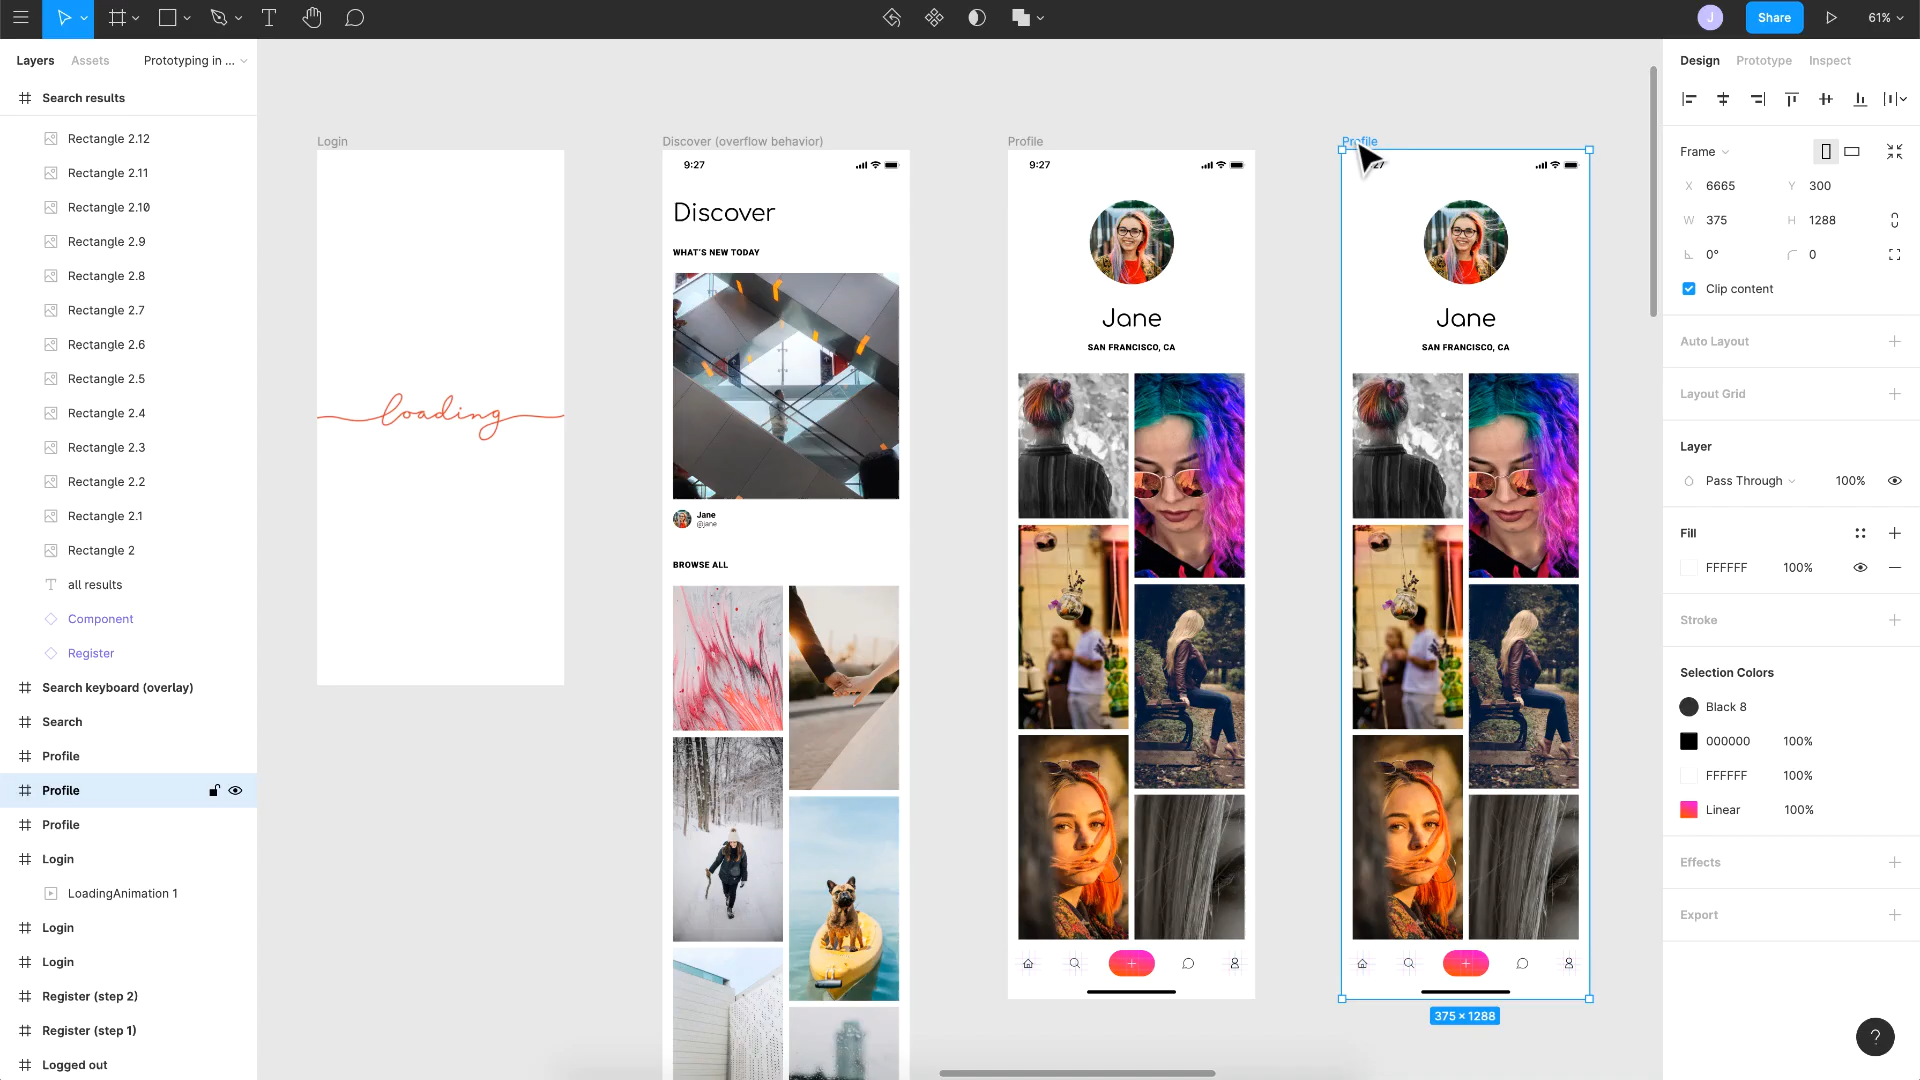 J
Share
61%
Layers
Assets
Prototyping in ...
Search results
Rectangle 2.12
Rectangle 2.11
Rectangle 2.10
Rectangle 2.9
Rectangle 2.8
Rectangle 2.7
Rectangle 2.6
Rectangle 2.5
Rectangle 2.4
Rectangle 2.3
Rectangle 2.2
Rectangle 2.1
Rectangle 2
all results
Component
Register
Search keyboard (overlay)
Search
Profile
Profile
Profile
Login
LoadingAnimation 1
Login
Login
Register (step 2)
Register (step 1)
Logged out
Login
loading
Discover (overflow behavior)
9:27
Discover
WHAT'S NEW TODAY
Jane
@jane
BROWSE ALL
Profile
9:27
Jane
SAN FRANCISCO, CA
Profile
Jane
SAN FRANCISCO, CA
375 × 1288
Design
Prototype
Inspect
Frame
X 6665
Y 300
W 375
H 1288
0°
0
Clip content
Auto Layout
Layout Grid
Layer
Pass Through
100%
Fill
FFFFFF
100%
Stroke
Selection Colors
Black 8
000000
100%
FFFFFF
100%
Linear
100%
Effects
Export
?